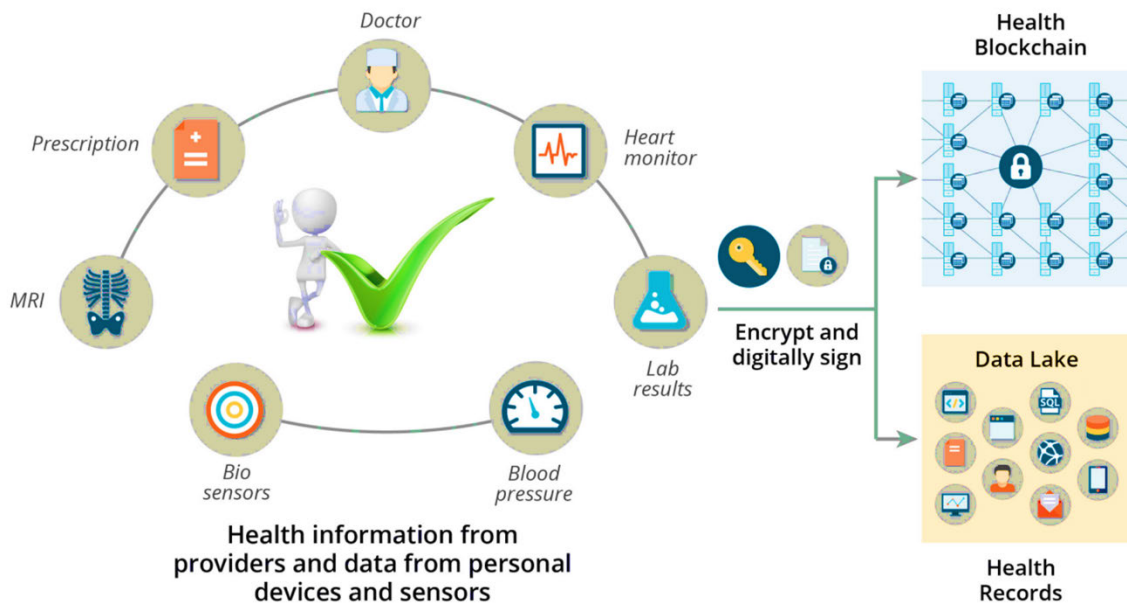 Doctor
Prescription
Heart
monitor
MRI
Lab
results
Bio
sensors
Blood
pressure
Health information from
providers and data from personal
devices and sensors
Encrypt and
digitally sign
Health
Blockchain
Data Lake
</>
SQL
Health
Records